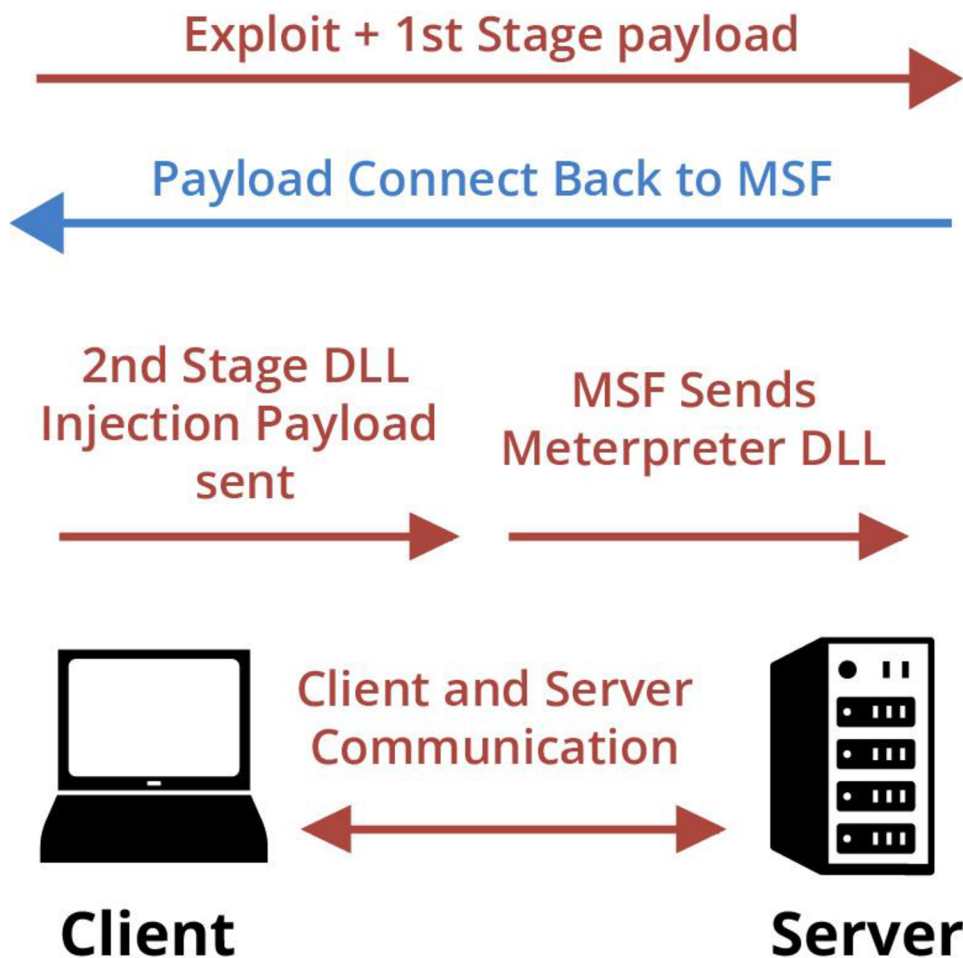 Exploit + 1st Stage payload
Payload Connect Back to MSF
2nd Stage DLL
Injection Payload
sent
MSF Sends
Meterpreter DLL
Client and Server
Communication
Client
Server